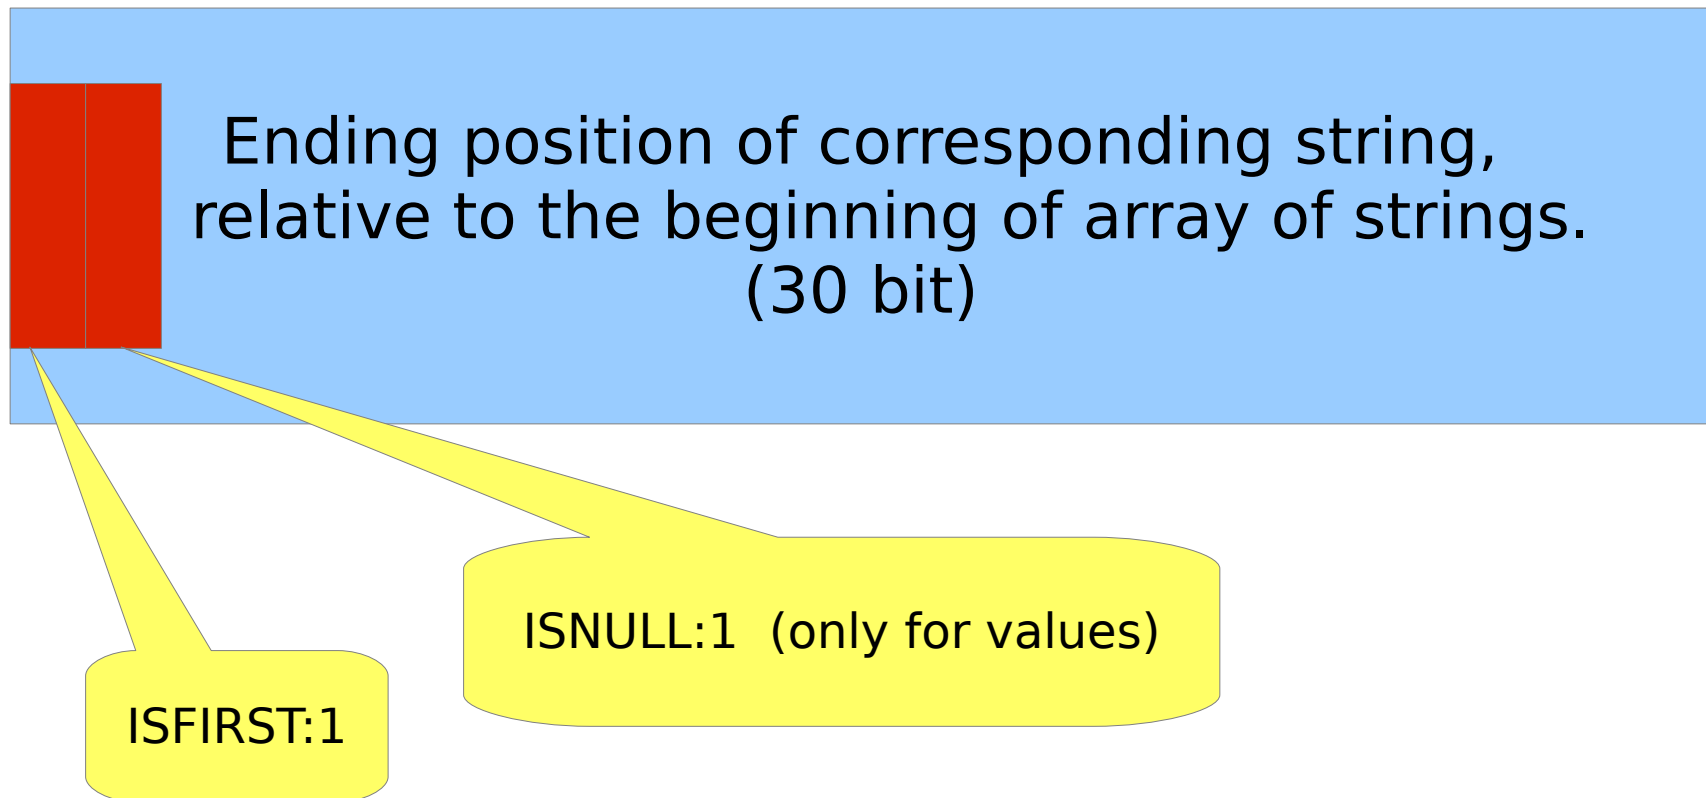 Ending position of corresponding string,
relative to the beginning of array of strings.
(30 bit)
ISNULL:1  (only for values)
ISFIRST:1